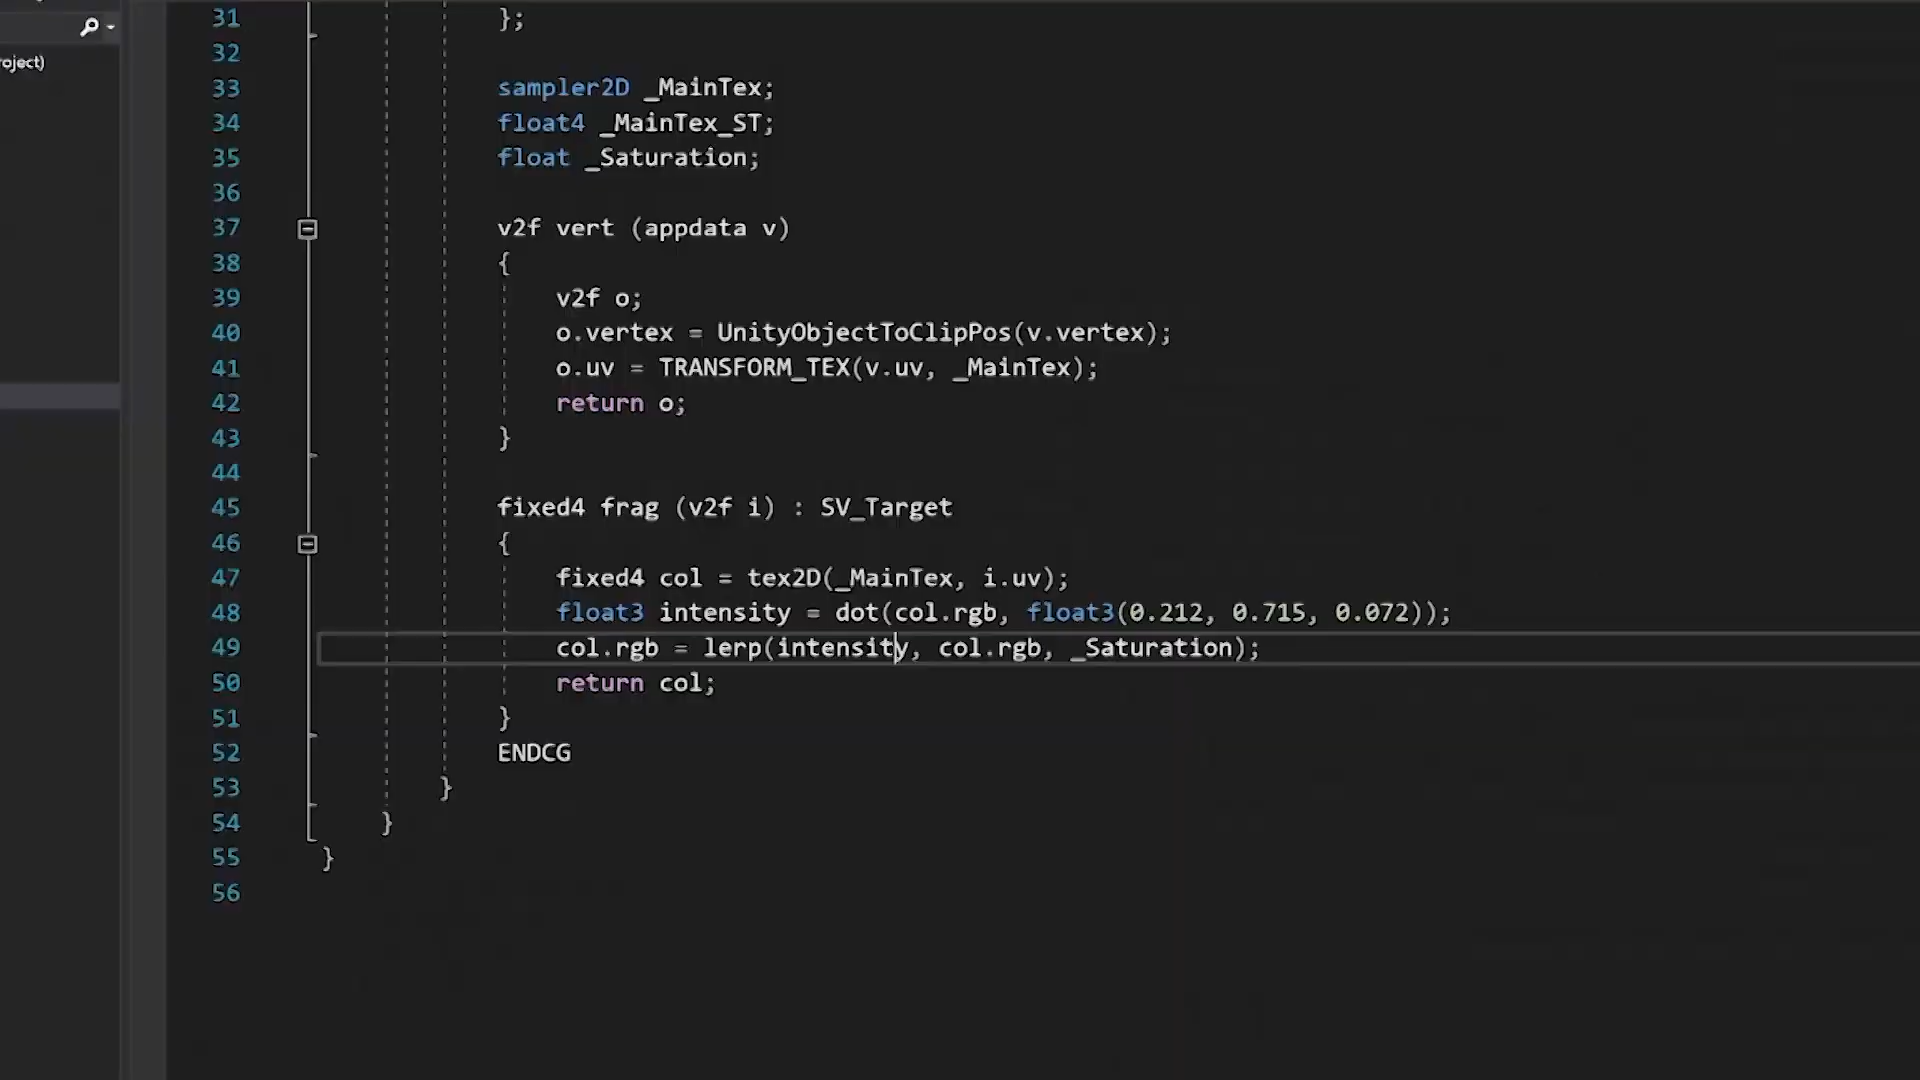 roject)
31 };
32
33 sampler2D _MainTex;
34 float4 _MainTex_ST;
35 float _Saturation;
36
37 v2f vert (appdata v)
38 {
39 v2f o;
40 o.vertex = UnityObjectToClipPos(v.vertex);
41 o.uv = TRANSFORM_TEX(v.uv, _MainTex);
42 return o;
43 }
44
45 fixed4 frag (v2f i) : SV_Target
46 {
47 fixed4 col = tex2D(_MainTex, i.uv);
48 float3 intensity = dot(col.rgb, float3(0.212, 0.715, 0.072));
49 col.rgb = lerp(intensity, col.rgb, _Saturation);
50 return col;
51 }
52 ENDCG
53 }
54 }
55 }
56